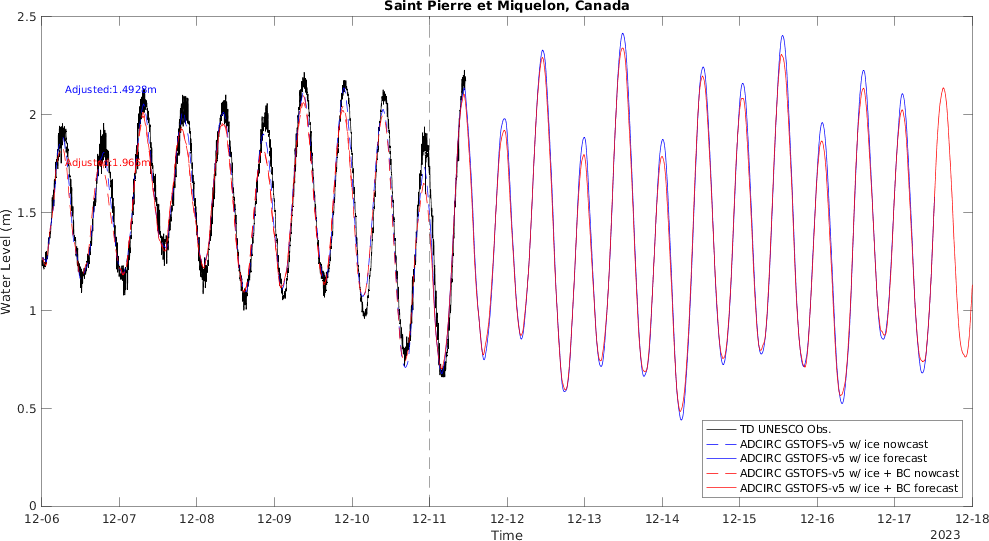 Saint Pierre et Miquelon, Canada
2.5
2
1.5
1
0.5
0
Water Level (m)
Adjusted:1.4928m
Adjusted:1.966m
TD UNESCO Obs.
ADCIRC GSTOFS-v5 w/ ice nowcast
ADCIRC GSTOFS-v5 w/ ice forecast
ADCIRC GSTOFS-v5 w/ ice + BC nowcast
ADCIRC GSTOFS-v5 w/ ice + BC forecast
12-06 12-07 12-08 12-09 12-10 12-11 12-12 12-13 12-14 12-15 12-16 12-17 12-18
Time
2023